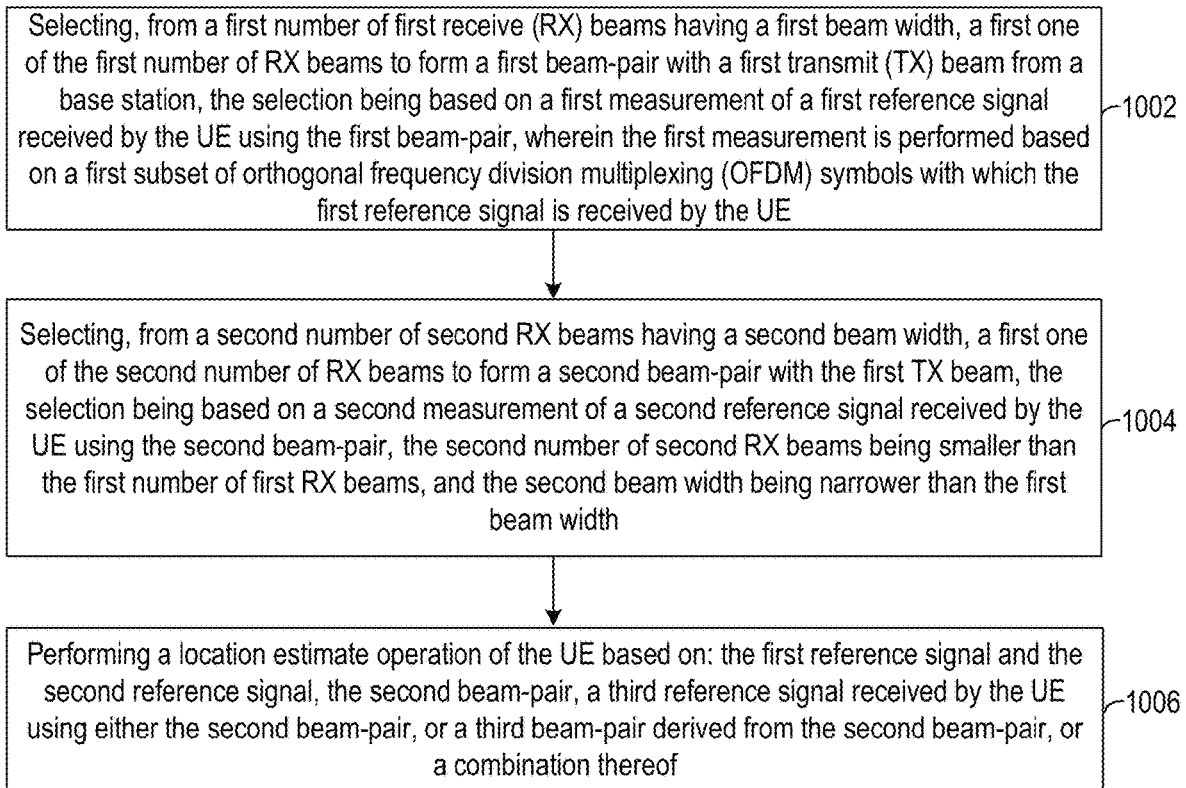 Selecting, from a first number of first receive (RX) beams having a first beam width, a first one
of the first number of RX beams to form a first beam-pair with a first transmit (TX) beam from a
base station, the selection being based on a first measurement of a first reference signal
received by the UE using the first beam-pair, wherein the first measurement is performed based
on a first subset of orthogonal frequency division multiplexing (OFDM) symbols with which the
first reference signal is received by the UE
1002
Selecting, from a second number of second RX beams having a second beam width, a first one
of the second number of RX beams to form a second beam-pair with the first TX beam, the
selection being based on a second measurement of a second reference signal received by the
UE using the second beam-pair, the second number of second RX beams being smaller than
the first number of first RX beams, and the second beam width being narrower than the first
beam width
1004
Performing a location estimate operation of the UE based on: the first reference signal and the
second reference signal, the second beam-pair, a third reference signal received by the UE
using either the second beam-pair, or a third beam-pair derived from the second beam-pair, or
a combination thereof
1006